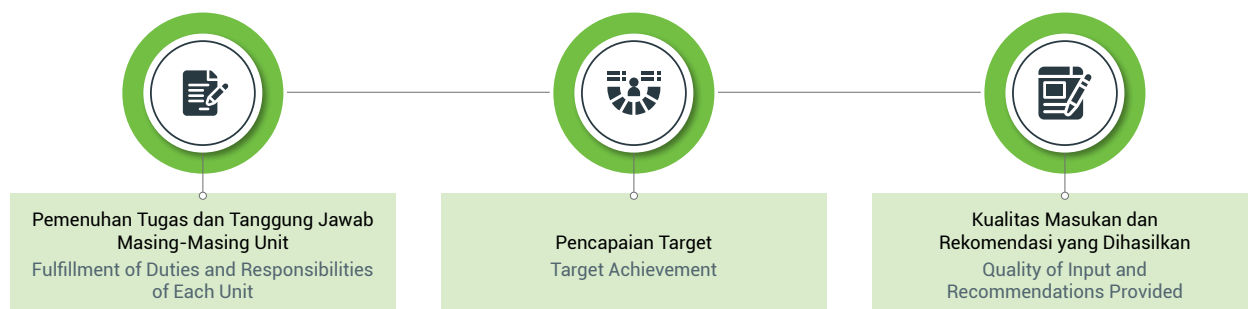 Pemenuhan Tugas dan Tanggung Jawab
Masing-Masing Unit
Fulfillment of Duties and Responsibilities
of Each Unit
Pencapaian Target
Target Achievement
Kualitas Masukan dan
Rekomendasi yang Dihasilkan
Quality of Input and
Recommendations Provided